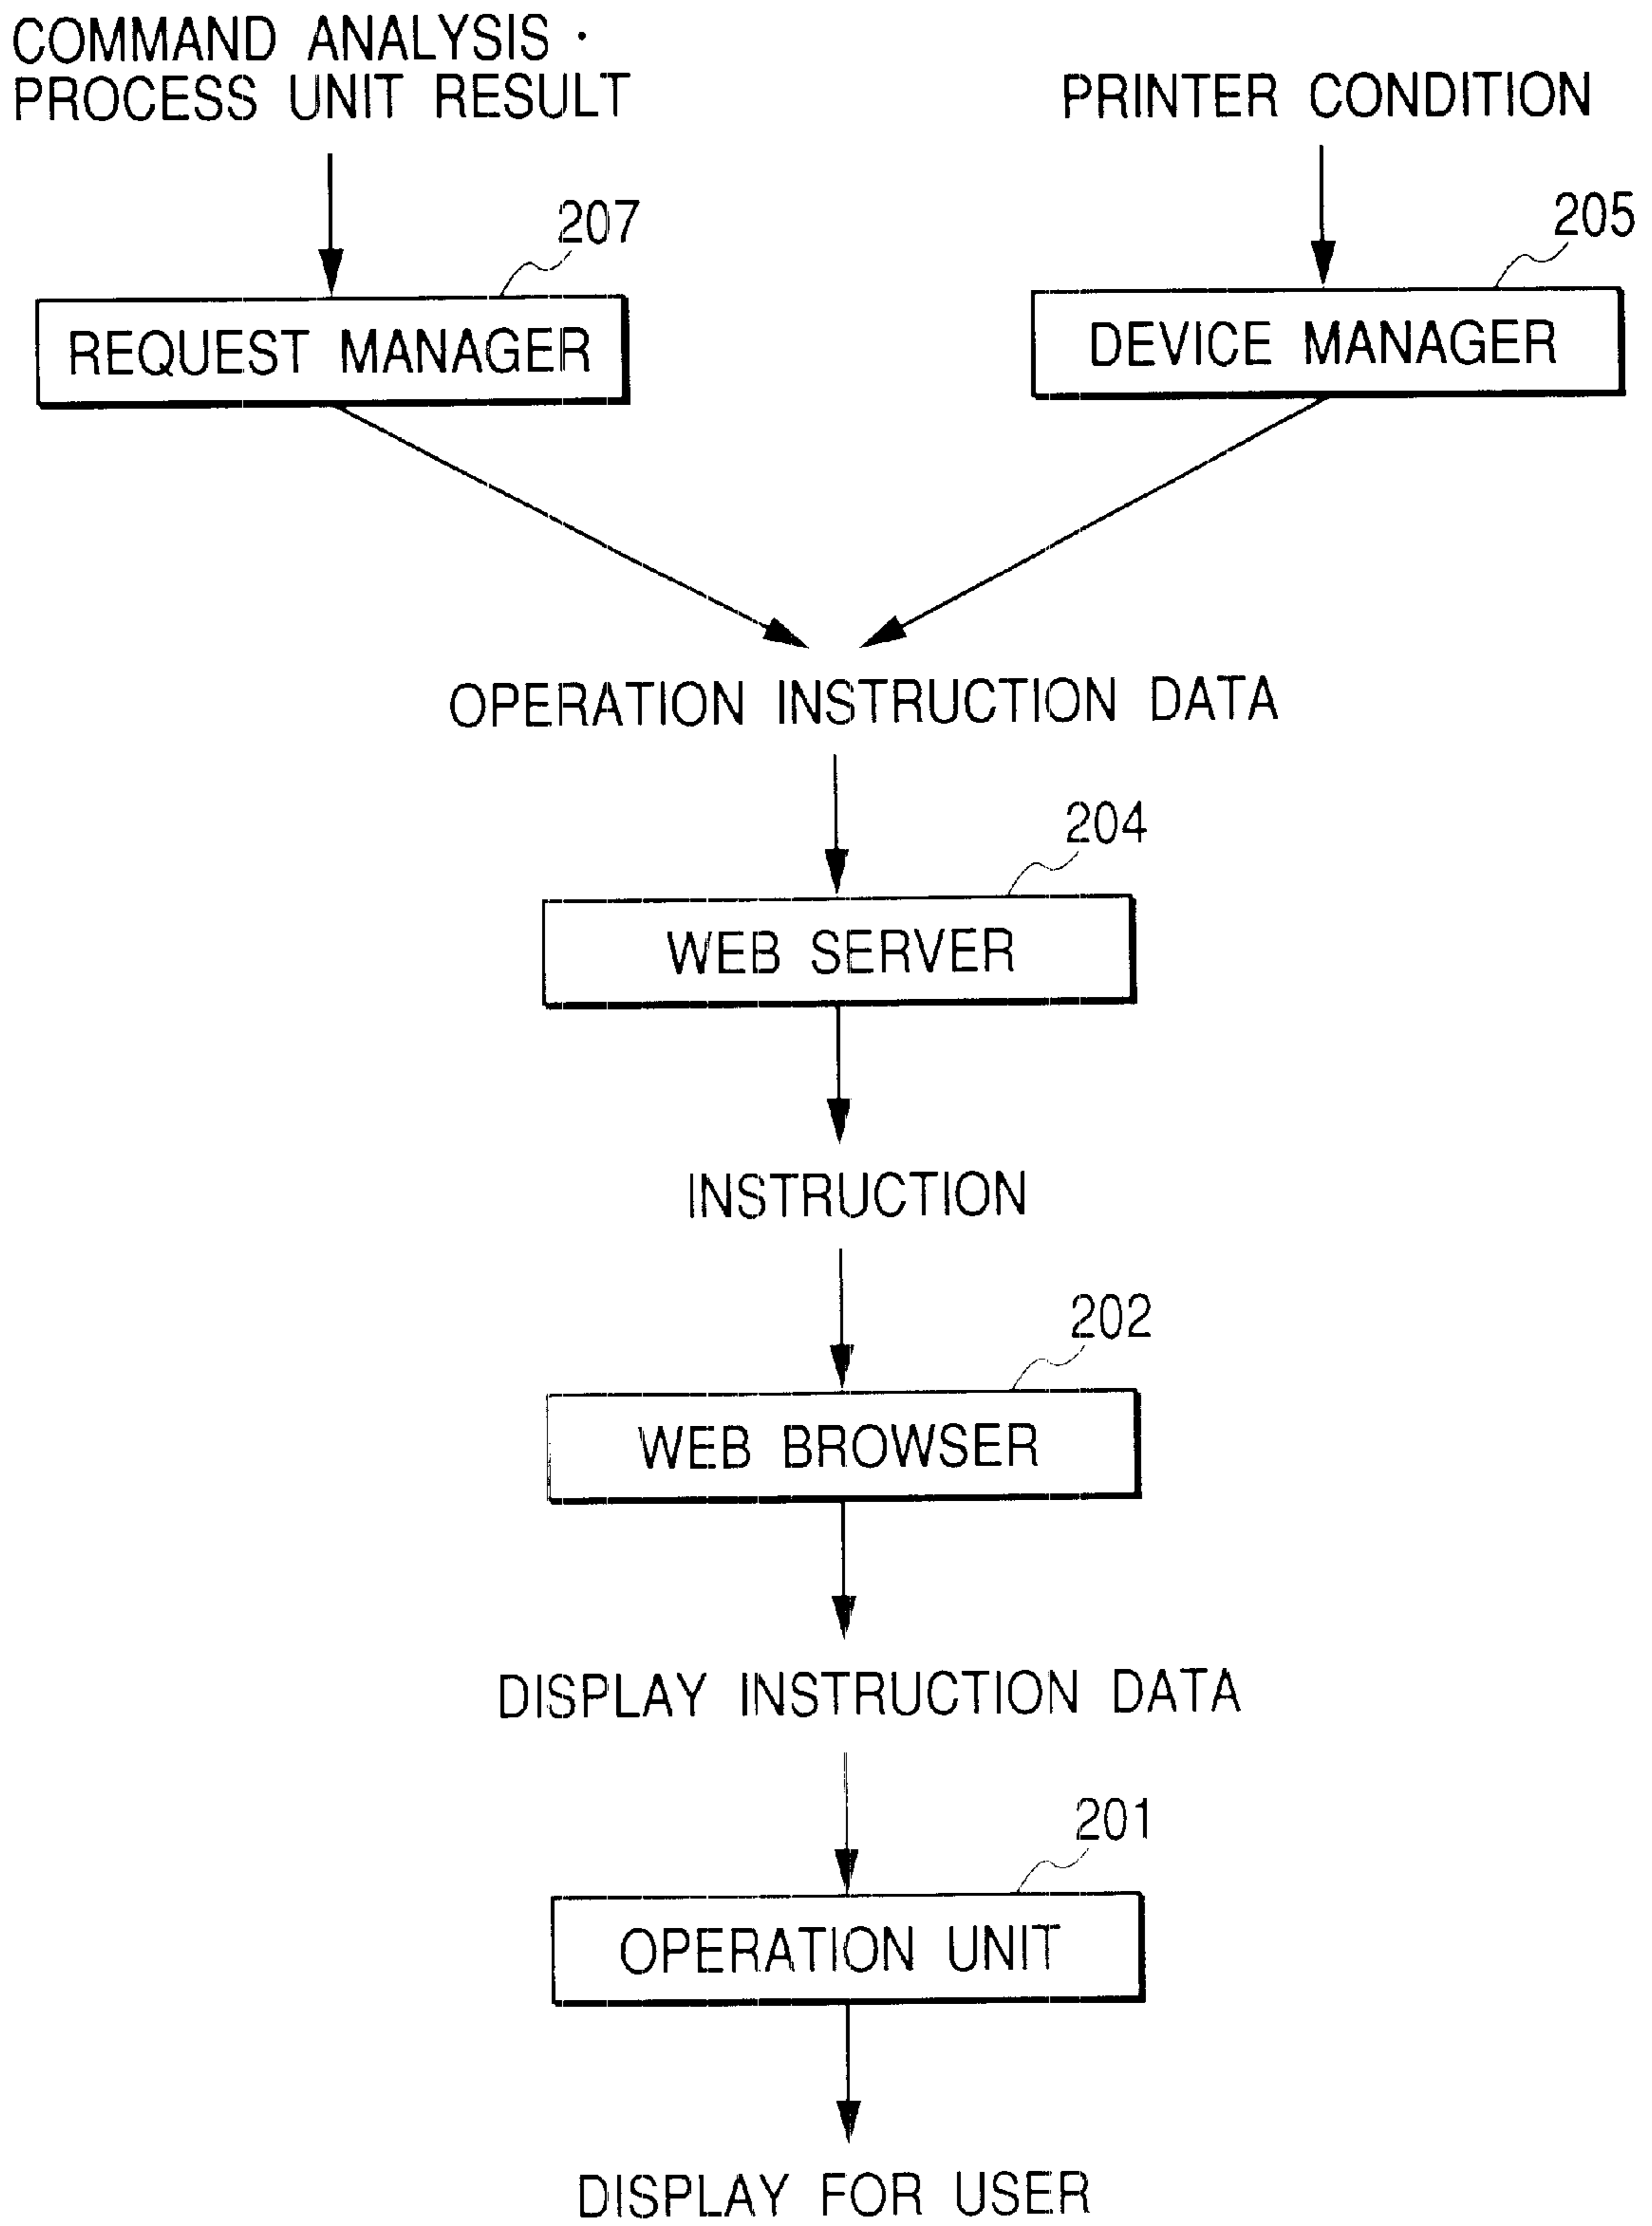 COMMAND ANALYSIS ·
PROCESS UNIT RESULT
PRINTER CONDITION
207
205
REQUEST MANAGER
DEVICE MANAGER
OPERATION INSTRUCTION DATA
204
WEB SERVER
INSTRUCTION
202
WEB BROWSER
DISPLAY INSTRUCTION DATA
201
OPERATION UNIT
DISPLAY FOR USER